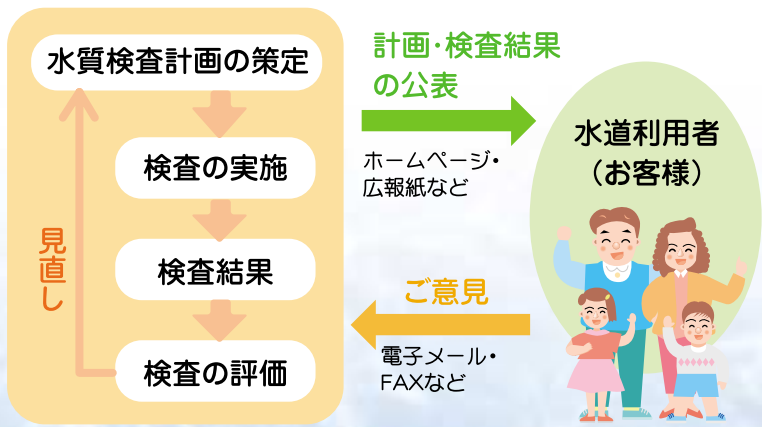 水質検査計画の策定
検査の実施
検査結果
検査の評価
見直し
計画・検査結果
の公表
ホームページ・
広報紙など
水道利用者
（お客様）
ご意見
電子メール・
FAXなど